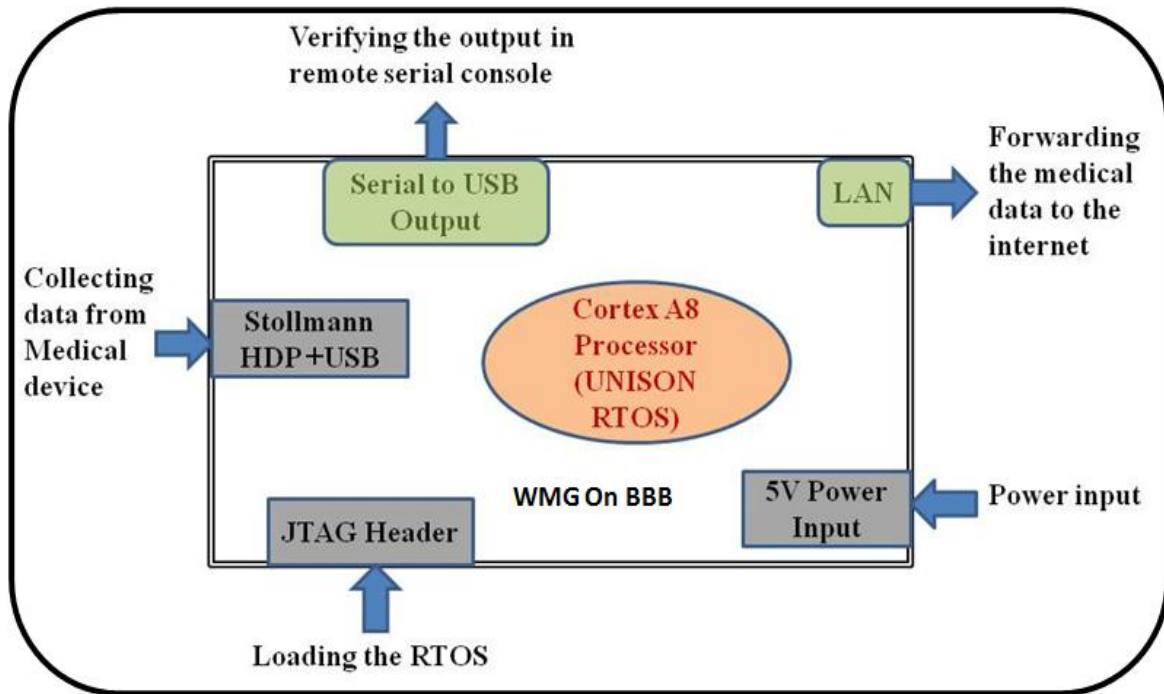 Verifying the output in
remote serial console
Serial to USB
Output
LAN
Forwarding
the medical
data to the
internet
Collecting
data from
Medical
device
Stollmann
HDP+USB
Cortex A8
Processor
(UNISON
RTOS)
WMG On BBB
5V Power
Input
Power input
JTAG Header
Loading the RTOS